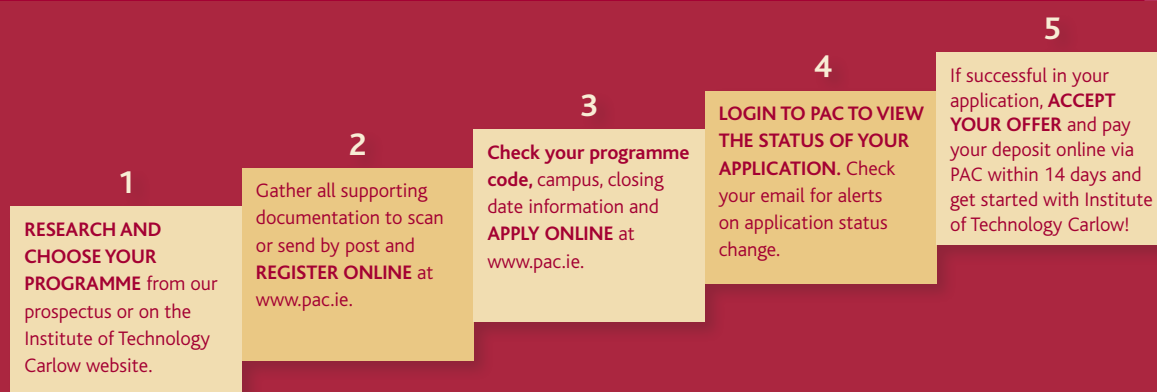 1
RESEARCH AND
CHOOSE YOUR
PROGRAMME from our
prospectus or on the
Institute of Technology
Carlow website.
2
Gather all supporting
documentation to scan
or send by post and
REGISTER ONLINE at
www.pac.ie.
3
Check your programme
code, campus, closing
date information and
APPLY ONLINE at
www.pac.ie.
4
LOGIN TO PAC TO VIEW
THE STATUS OF YOUR
APPLICATION. Check
your email for alerts
on application status
change.
5
If successful in your
application, ACCEPT
YOUR OFFER and pay
your deposit online via
PAC within 14 days and
get started with Institute
of Technology Carlow!